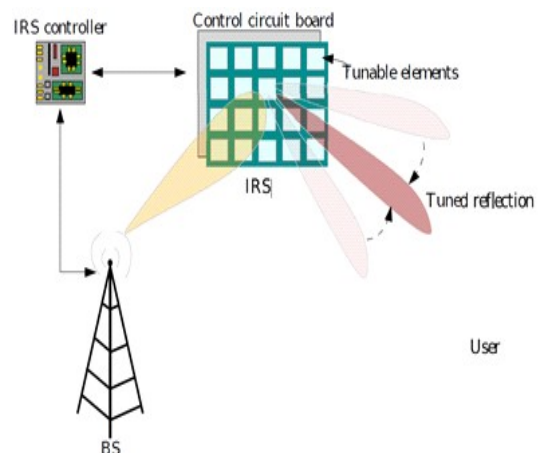 IRS controller
Control circuit board
Tunable elements
IRS
Tuned reflection
User
BS